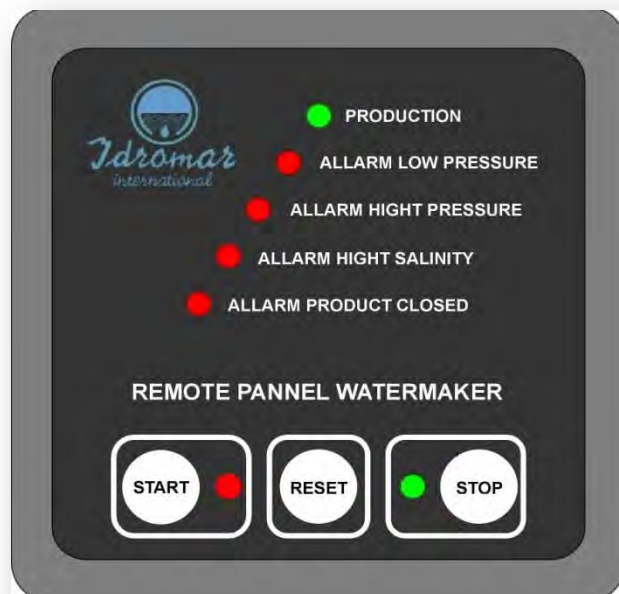 Idromar
international
PRODUCTION
ALLARM LOW PRESSURE
ALLARM HIGHT PRESSURE
ALLARM HIGHT SALINITY
ALLARM PRODUCT CLOSED
REMOTE PANNEL WATERMAKER
START
RESET
STOP